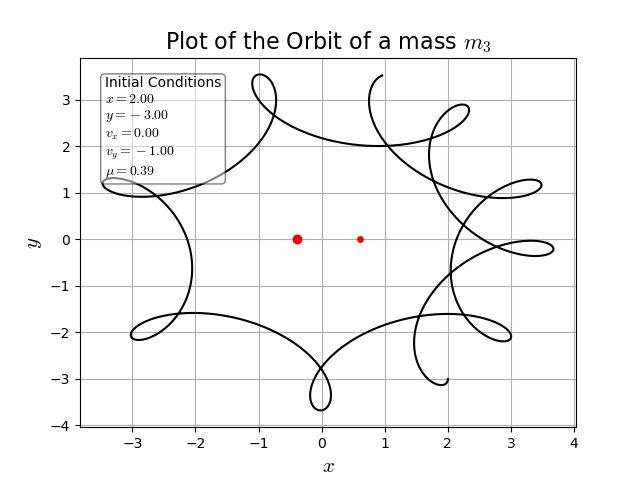 Plot of the Orbit of a mass m₃
Initial Conditions
x = 2.00
y = −3.00
vₓ = 0.00
v_y = −1.00
μ = 0.39
3
2
1
0
−1
−2
−3
−4
y
−3 −2 −1 0 1 2 3 4
x